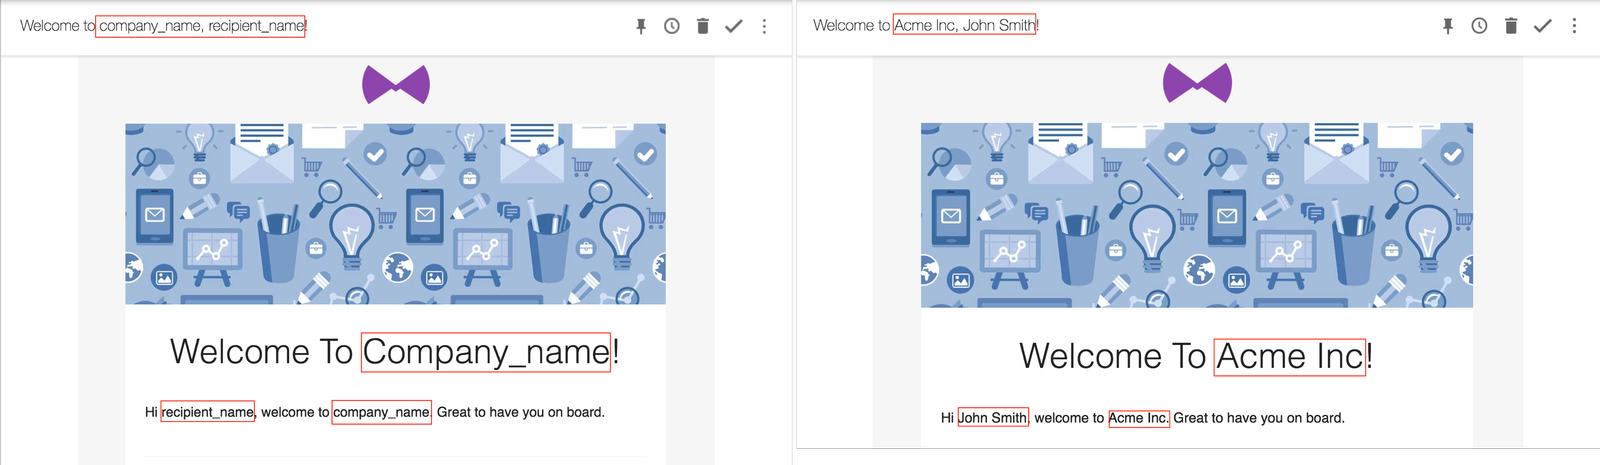 Welcome to company_name, recipient_name!
Welcome To Company_name!
Hi recipient_name, welcome to company_name. Great to have you on board.
Welcome to Acme Inc, John Smith!
Welcome To Acme Inc!
Hi John Smith, welcome to Acme Inc. Great to have you on board.